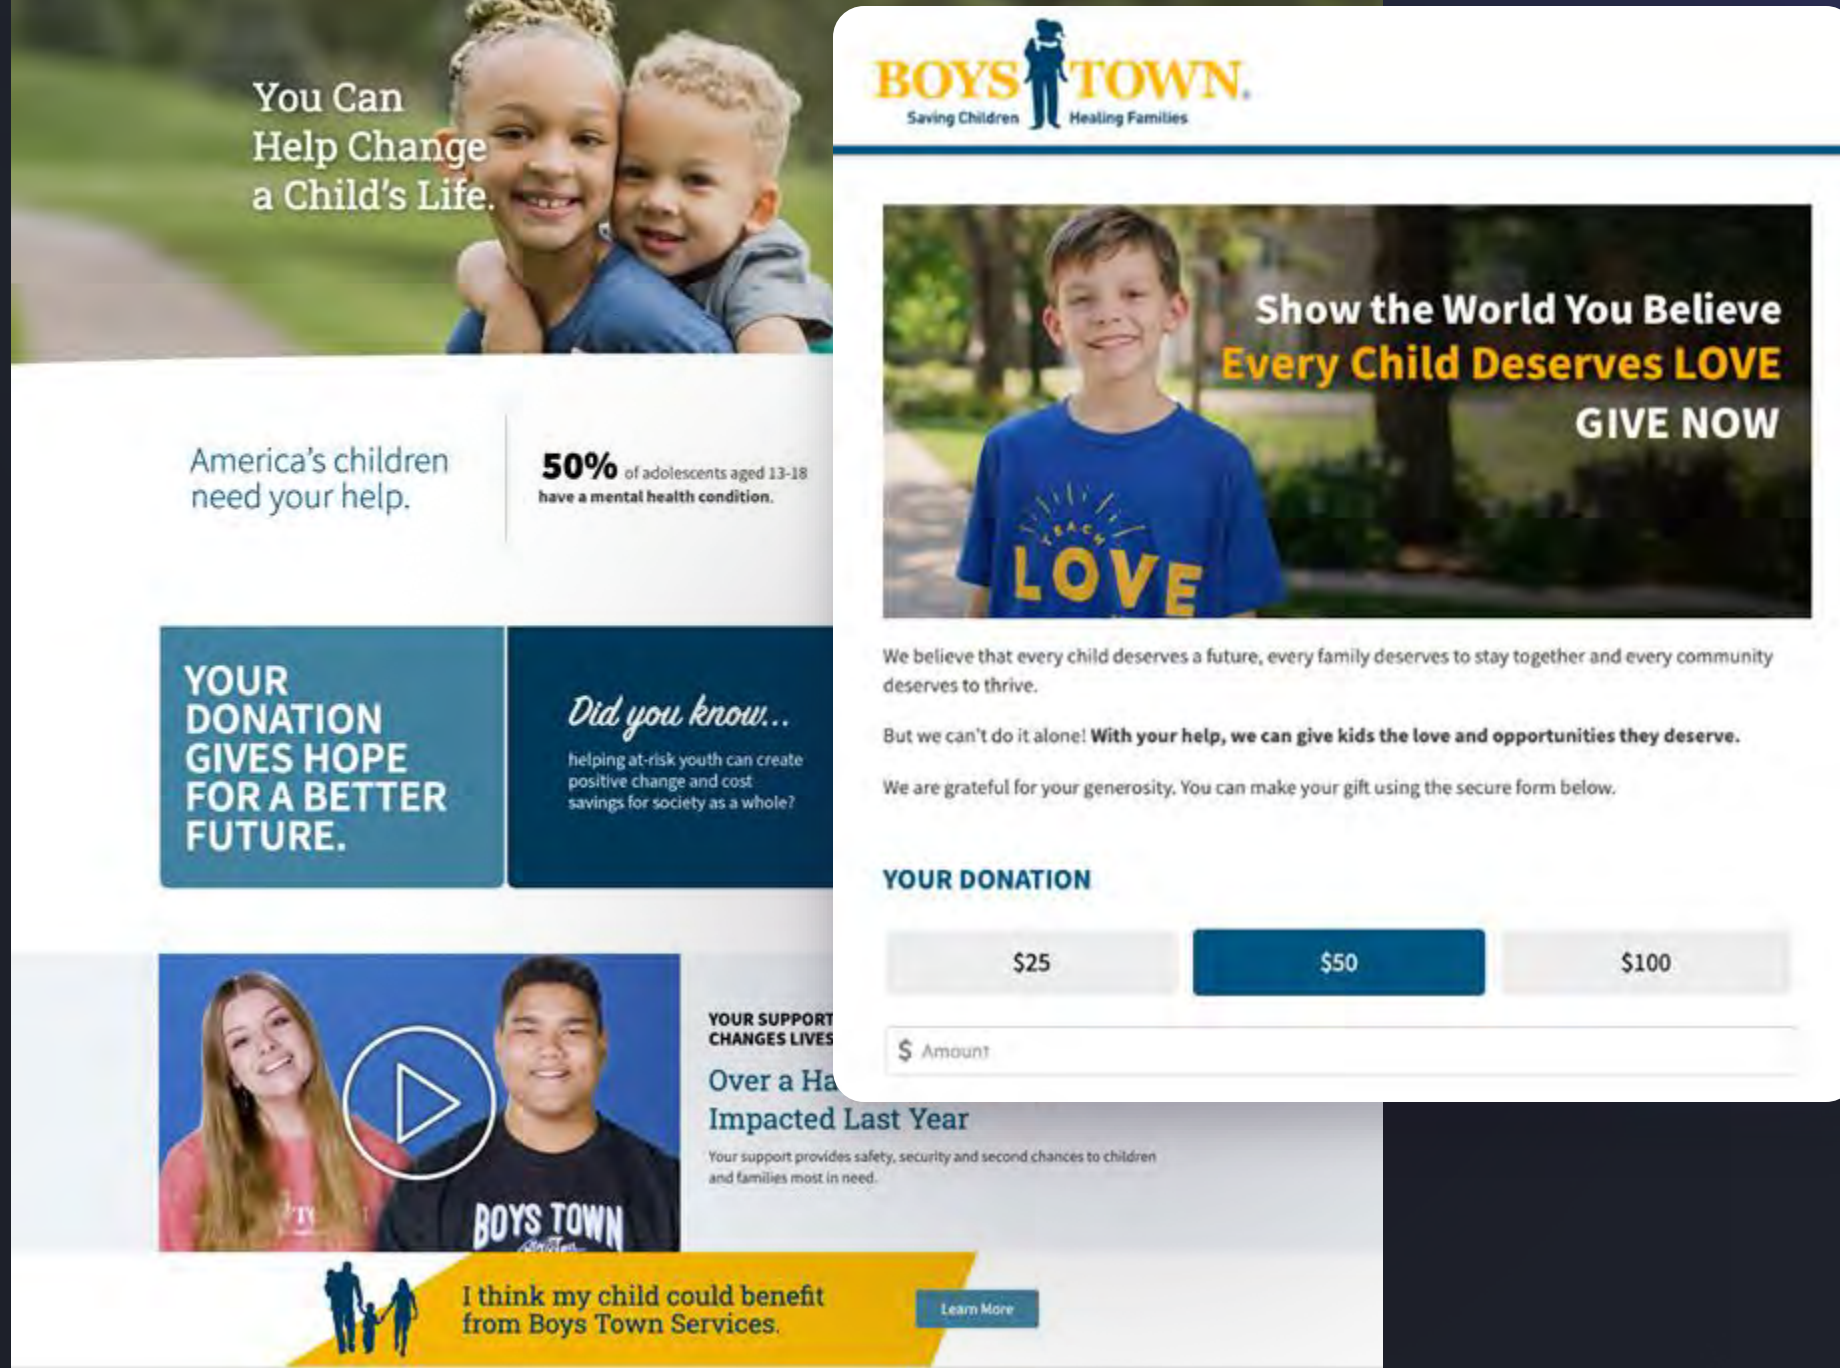 You Can
Help Change
a Child's Life.
America's children
need your help.
50% of adolescents aged 13-18
have a mental health condition.
YOUR
DONATION
GIVES HOPE
FOR A BETTER
FUTURE.
Did you know...
helping at-risk youth can create
positive change and cost
savings for society as a whole?
YOUR SUPPORT
CHANGES LIVES
Over a Ha
Impacted Last Year
Your support provides safety, security and second chances to children
and families most in need.
BOYS TOWN
I think my child could benefit
from Boys Town Services.
Learn More
BOYS TOWN®
Saving Children Healing Families
Show the World You Believe
Every Child Deserves LOVE
GIVE NOW
TEACH
LOVE
We believe that every child deserves a future, every family deserves to stay together and every community
deserves to thrive.
But we can't do it alone! With your help, we can give kids the love and opportunities they deserve.
We are grateful for your generosity. You can make your gift using the secure form below.
YOUR DONATION
$25 $50 $100
$ Amount